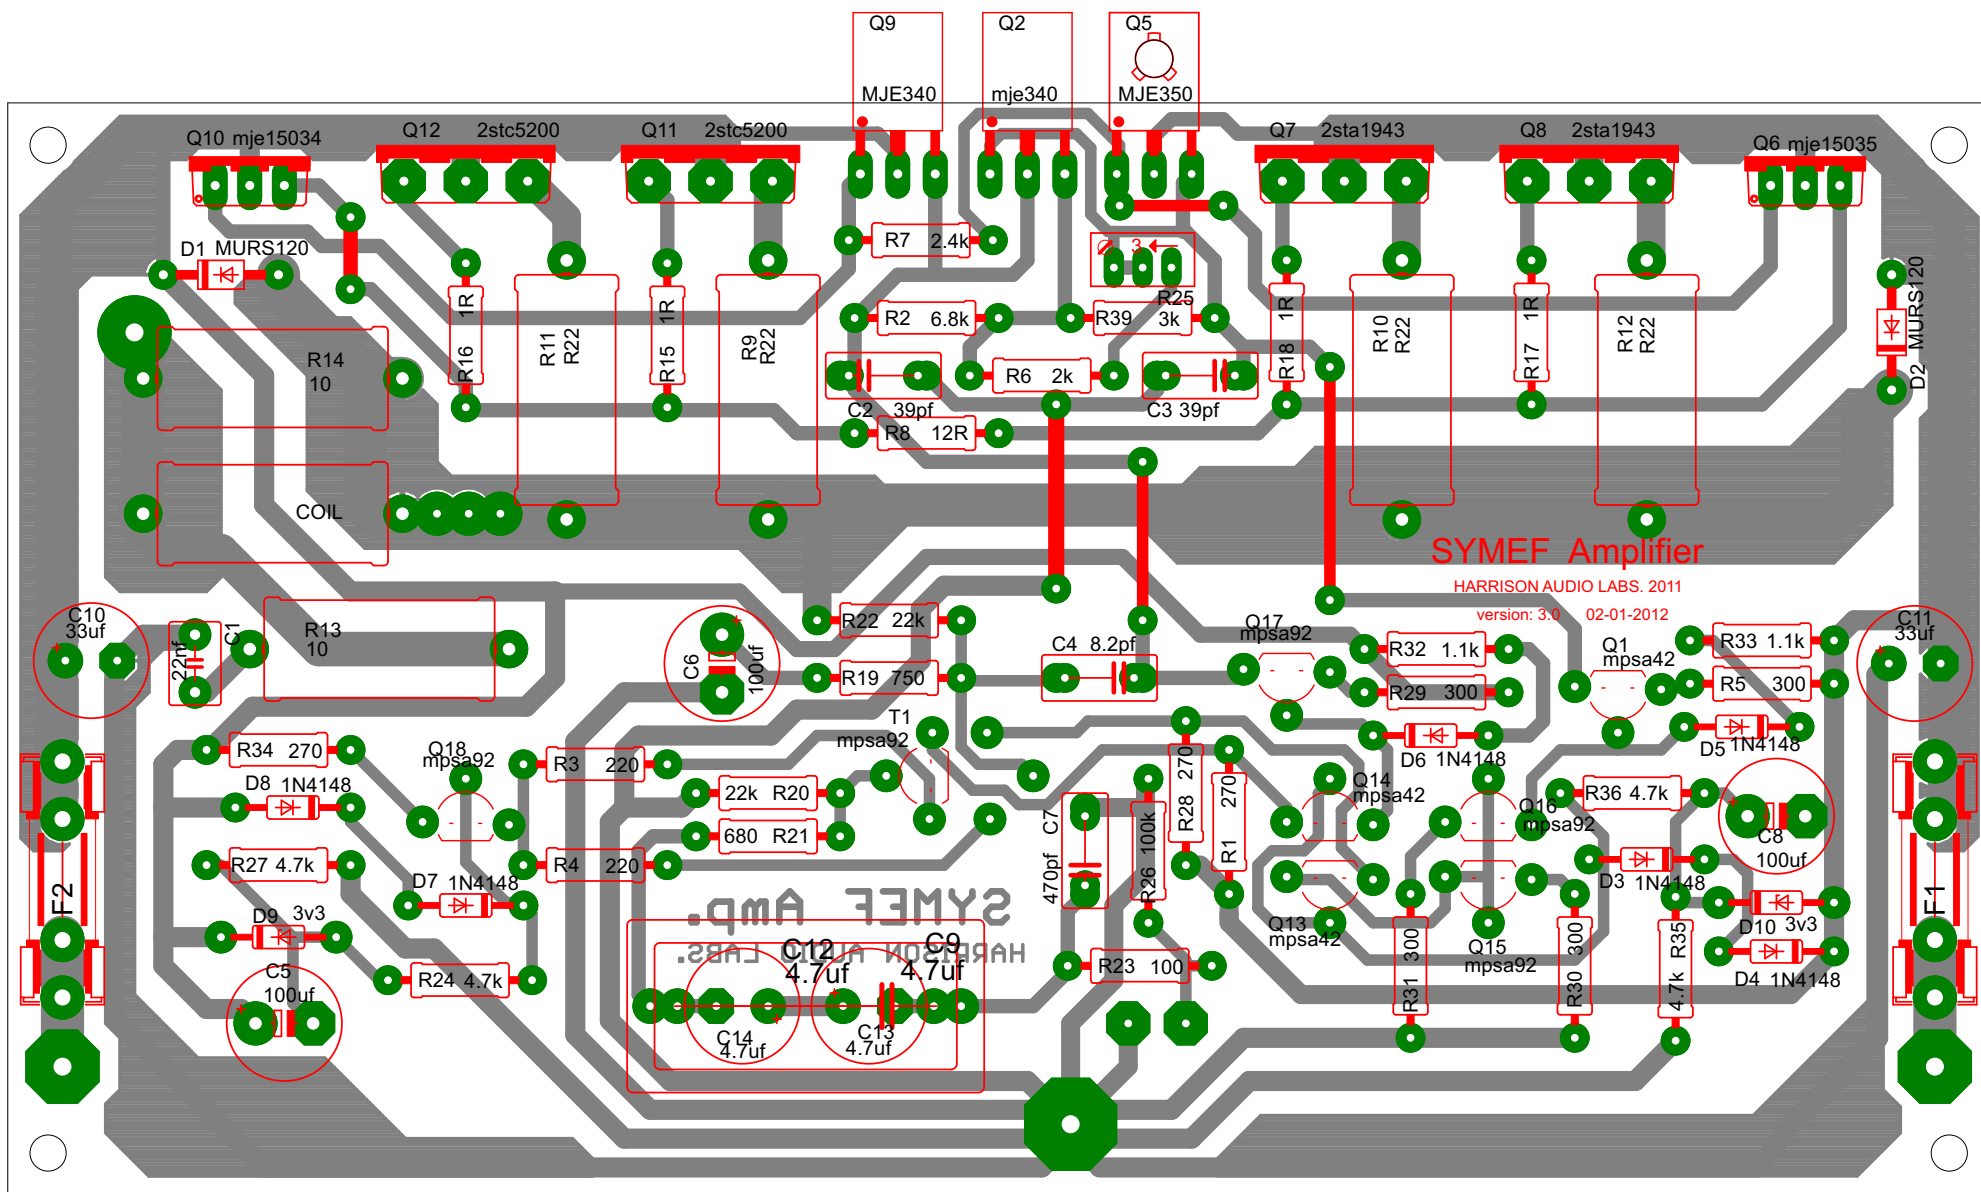 Q9
Q2
Q5
MJE340
mje340
MJE350
Q10 mje15034
Q12 2stc5200
Q11 2stc5200
Q7 2sta1943
Q8 2sta1943
Q6 mje15035
D1 MURS120
R7 2.4k
3
R25
R2 6.8k
R39 3k
1R
R16
R11
R22
1R
R15
R9
R22
1R
R18
R10
R22
1R
R17
R12
R22
MURS120
D2
R14
10
R6 2k
C2 39pf
C3 39pf
R8 12R
COIL
SYMEF Amplifier
HARRISON AUDIO LABS. 2011
version: 3.0 02-01-2012
C10
33uf
C1
22nf
R13
10
C6
100uf
R22 22k
R19 750
C4 8.2pf
Q17
mpsa92
R32 1.1k
R29 300
Q1
mpsa42
R33 1.1k
R5 300
C11
33uf
T1
mpsa92
R34 270
Q18
mpsa92
R3 220
D8 1N4148
22k R20
680 R21
R4 220
R27 4.7k
D7 1N4148
D9 3v3
C5
100uf
R24 4.7k
F2
D6 1N4148
D5 1N4148
C7
470pf
R26 100k
R28 270
R1 270
Q14
mpsa42
Q16
mpsa92
R36 4.7k
C8
100uf
D3 1N4148
D10 3v3
D4 1N4148
F1
Q13
mpsa42
Q15
mpsa92
R31 300
R30 300
4.7k R35
R23 100
SYMEF Amp.
HARRISON AUDIO LABS.
C12
4.7uf
C9
4.7uf
C14
4.7uf
C13
4.7uf